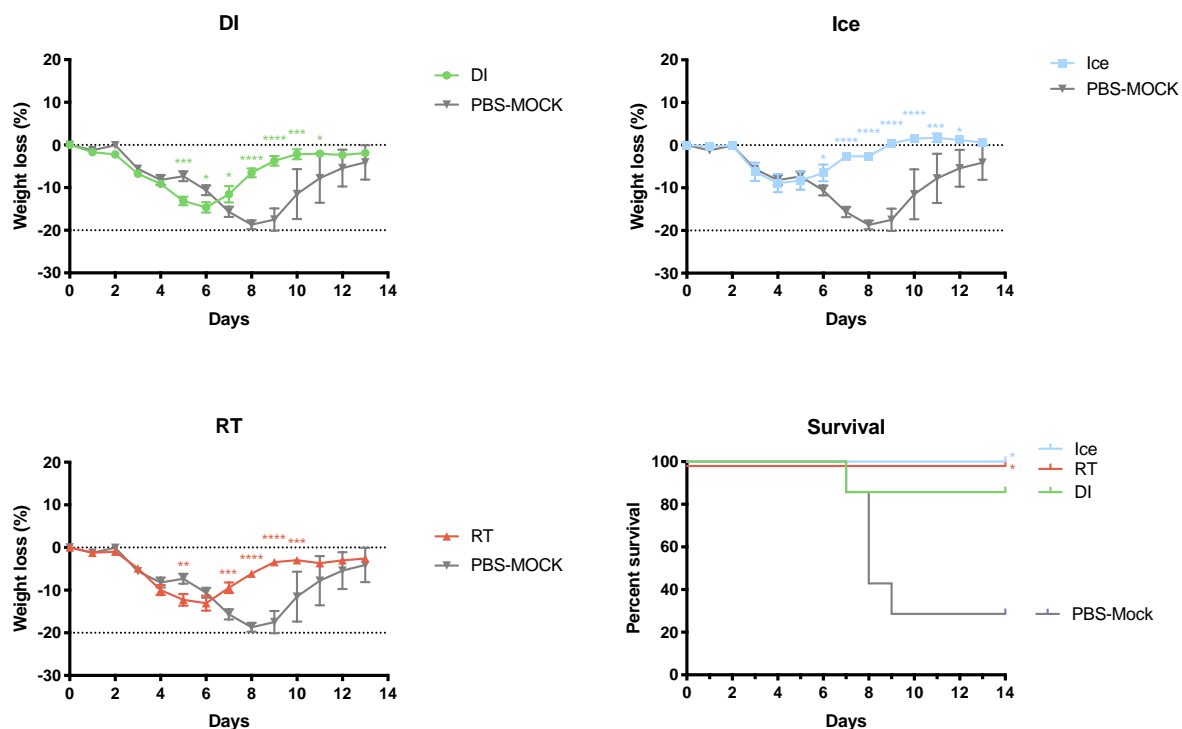 DI
20
10
0
-10
-20
-30
Weight loss (%)
*** * * **** **** *** *
0 2 4 6 8 10 12 14
Days
DI
PBS-MOCK
Ice
20
10
0
-10
-20
-30
Weight loss (%)
* **** **** **** **** *** *
0 2 4 6 8 10 12 14
Days
Ice
PBS-MOCK
RT
20
10
0
-10
-20
-30
Weight loss (%)
** *** **** **** ***
0 2 4 6 8 10 12 14
Days
RT
PBS-MOCK
Survival
100
80
60
40
20
0
Percent survival
0 2 4 6 8 10 12 14
Days
*
*
Ice
RT
DI
PBS-Mock